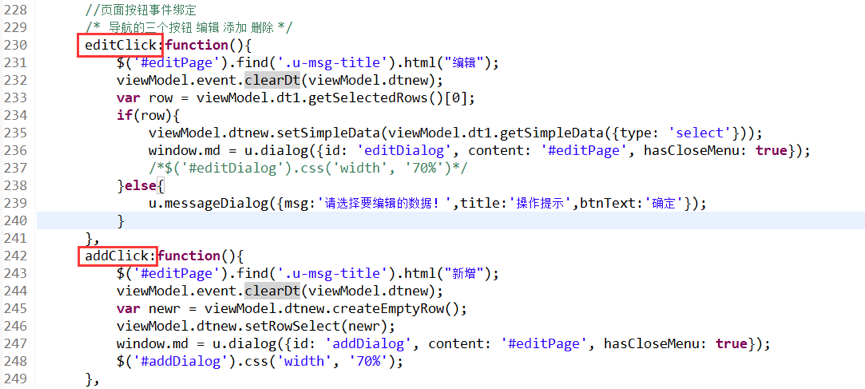 228 //页面按钮事件绑定
229 /* 导航的三个按钮 编辑 添加 删除 */
230 editClick:function(){
231 $('#editPage').find('.u-msg-title').html("编辑");
232 viewModel.event.clearDt(viewModel.dtnew);
233 var row = viewModel.dt1.getSelectedRows()[0];
234 if(row){
235 viewModel.dtnew.setSimpleData(viewModel.dt1.getSimpleData({type: 'select'}));
236 window.md = u.dialog({id: 'editDialog', content: '#editPage', hasCloseMenu: true});
237 /*$('#editDialog').css('width', '70%')*/
238 }else{
239 u.messageDialog({msg:'请选择要编辑的数据！',title:'操作提示',btnText:'确定'});
240 }
241 },
242 addClick:function(){
243 $('#editPage').find('.u-msg-title').html("新增");
244 viewModel.event.clearDt(viewModel.dtnew);
245 var newr = viewModel.dtnew.createEmptyRow();
246 viewModel.dtnew.setRowSelect(newr);
247 window.md = u.dialog({id: 'addDialog', content: '#editPage', hasCloseMenu: true});
248 $('#addDialog').css('width', '70%');
249 },